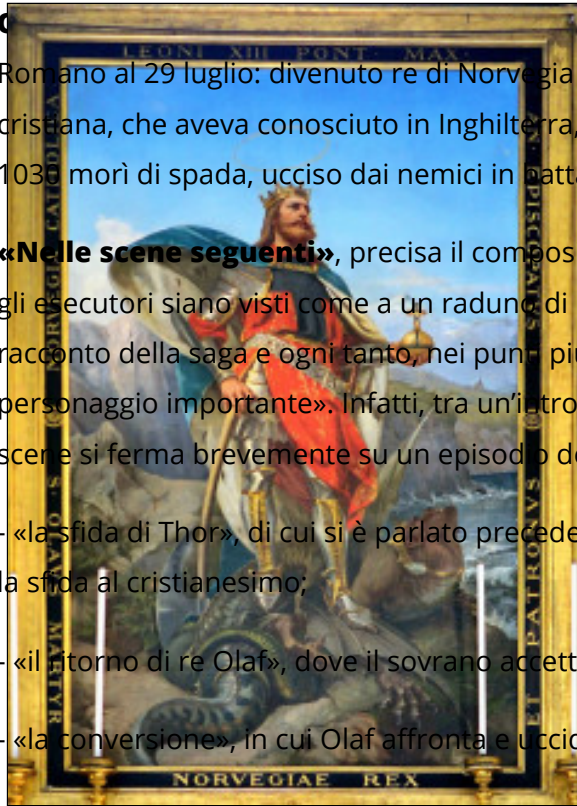 LEONI XIII PONT· MAX·
Romano al 29 luglio: divenuto re di Norvegia
cristiana, che aveva conosciuto in Inghilterra,
1030 morì di spada, ucciso dai nemici in batta
«Nelle scene seguenti», precisa il compos
gli esecutori siano visti come a un raduno di
racconto della saga e ogni tanto, nei punti più
personaggio importante». Infatti, tra un’intro
scene si ferma brevemente su un episodio de
- «la sfida di Thor», di cui si è parlato precede
la sfida al cristianesimo;
- «il ritorno di re Olaf», dove il sovrano accett
- «la conversione», in cui Olaf affronta e uccid
NORVEGIAE REX
MARTYR
ET PATRONVS